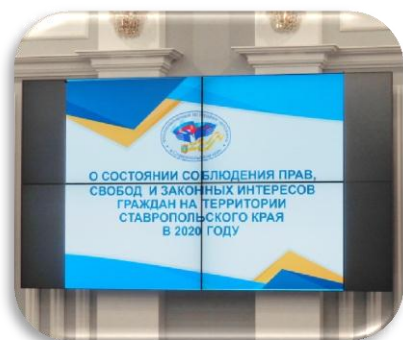 О СОСТОЯНИИ СОБЛЮДЕНИЯ ПРАВ,
СВОБОД И ЗАКОННЫХ ИНТЕРЕСОВ
ГРАЖДАН НА ТЕРРИТОРИИ
СТАВРОПОЛЬСКОГО КРАЯ
В 2020 ГОДУ